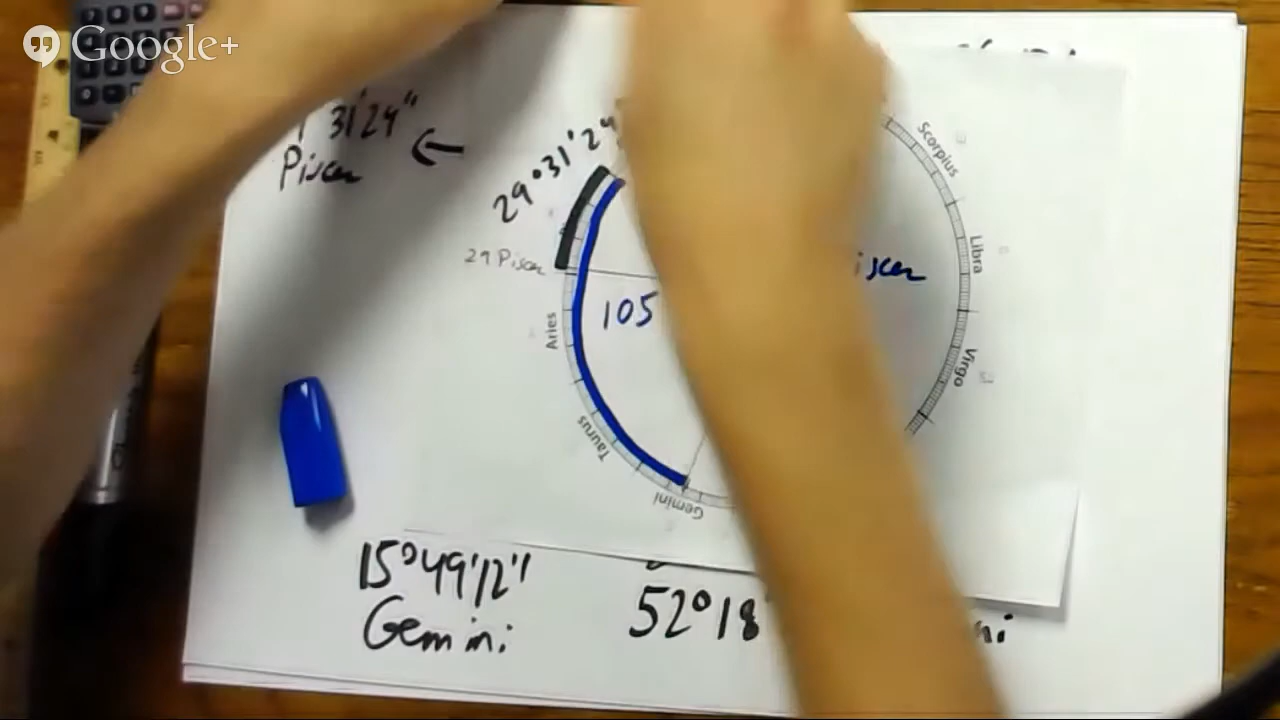 Google+
31'24"
Pisces
29°31'2
29 Pisces
Scorpius
Libra
Virgo
105
Aries
Taurus
Gemini
15°49'12"
Gemini
52°18